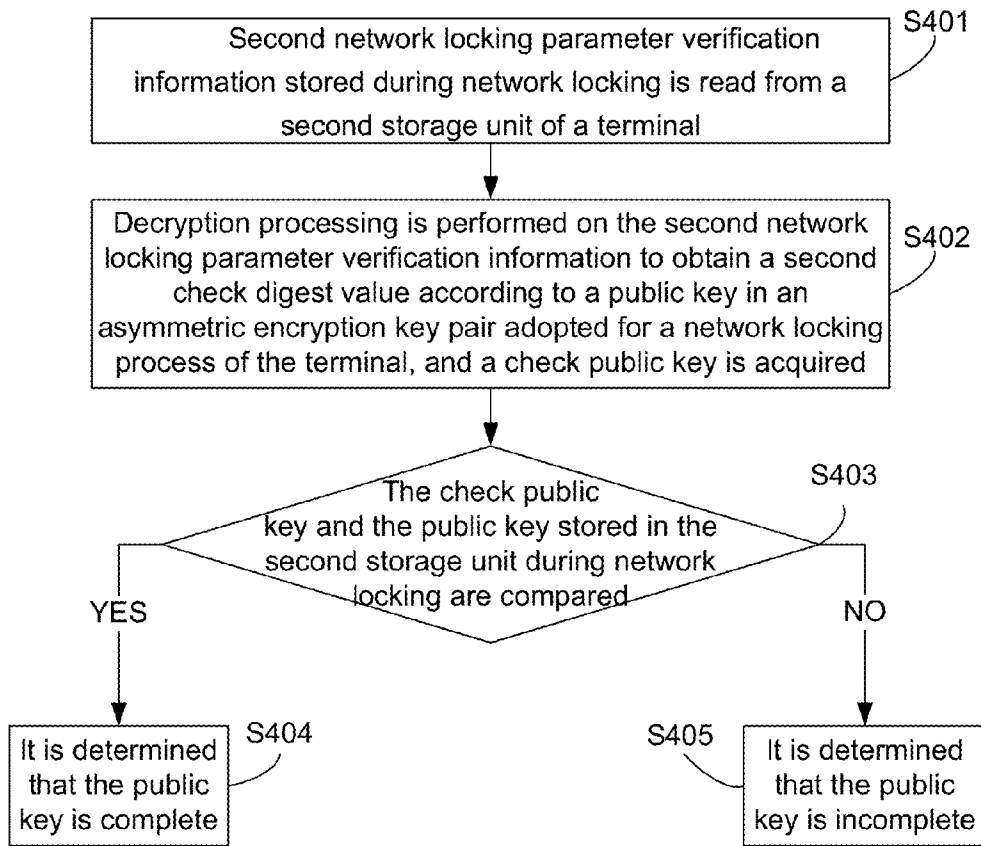 S401
Second network locking parameter verification
information stored during network locking is read from a
second storage unit of a terminal
S402
Decryption processing is performed on the second network
locking parameter verification information to obtain a second
check digest value according to a public key in an
asymmetric encryption key pair adopted for a network locking
process of the terminal, and a check public key is acquired
S403
The check public
key and the public key stored in the
second storage unit during network
locking are compared
YES
NO
S404
It is determined
that the public
key is complete
S405
It is determined
that the public
key is incomplete